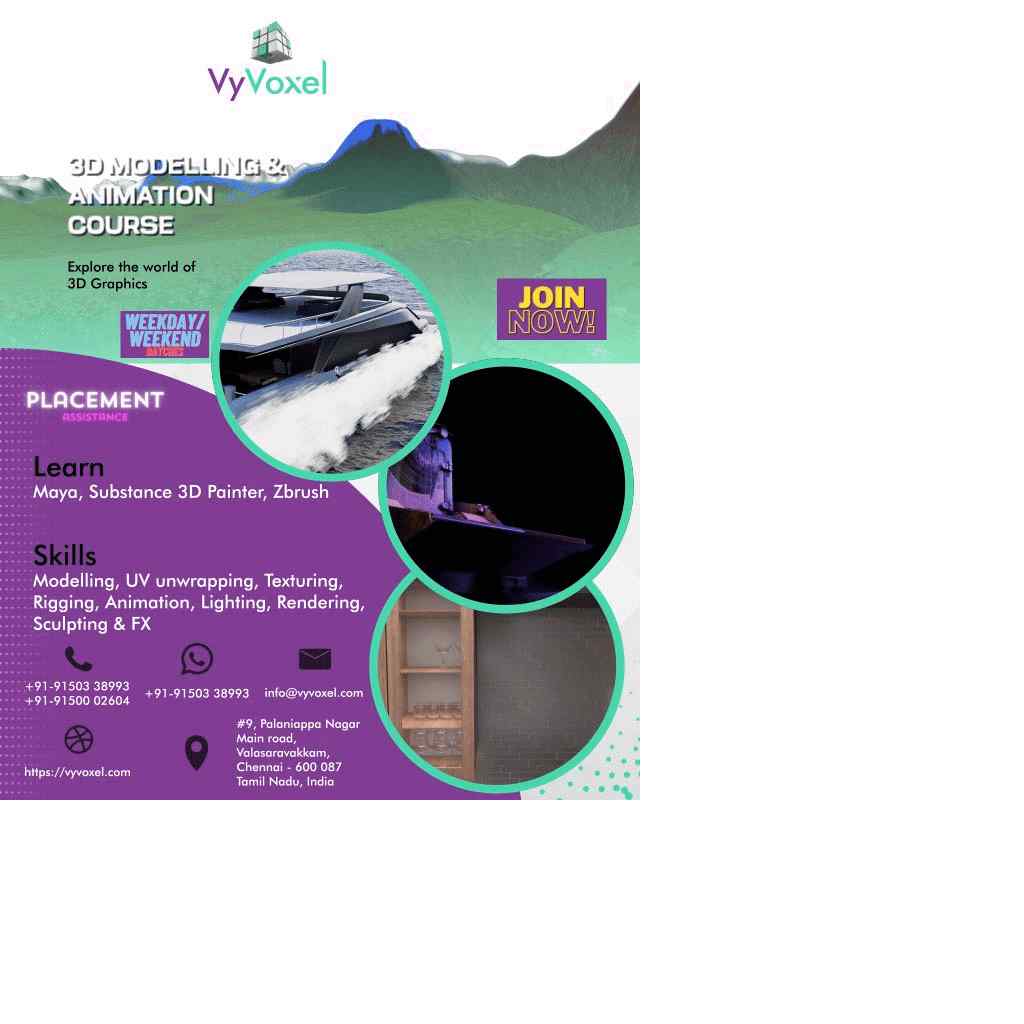 VyVoxel
3D MODELLING &
ANIMATION
COURSE
Explore the world of
3D Graphics
WEEKDAY/
WEEKEND
BATCHES
JOIN
NOW!
PLACEMENT
ASSISTANCE
Learn
Maya, Substance 3D Painter, Zbrush
Skills
Modelling, UV unwrapping, Texturing,
Rigging, Animation, Lighting, Rendering,
Sculpting & FX
+91-91503 38993
+91-91500 02604
+91-91503 38993
info@vyvoxel.com
https://vyvoxel.com
#9, Palaniappa Nagar
Main road,
Valasaravakkam,
Chennai - 600 087
Tamil Nadu, India